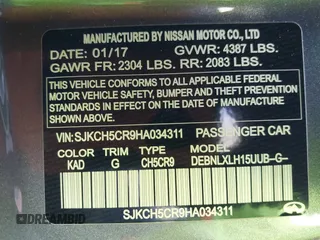 MANUFACTURED BY NISSAN MOTOR CO., LTD
DATE: 01/17 GVWR: 4387 LBS.
GAWR FR: 2304 LBS. RR: 2083 LBS.
THIS VEHICLE CONFORMS TO ALL APPLICABLE FEDERAL
MOTOR VEHICLE SAFETY, BUMPER, AND THEFT
PREVENTION STANDARDS IN EFFECT ON THE DATE OF
MANUFACTURE SHOWN ABOVE.
VIN: SJKCH5CR9HA034311 PASSENGER CAR
COLOR TRIM TYPE MODEL
KAD G CH5CR9 DEBNLXLH15UUB-G-
SJKCH5CR9HA034311
DREAMBID